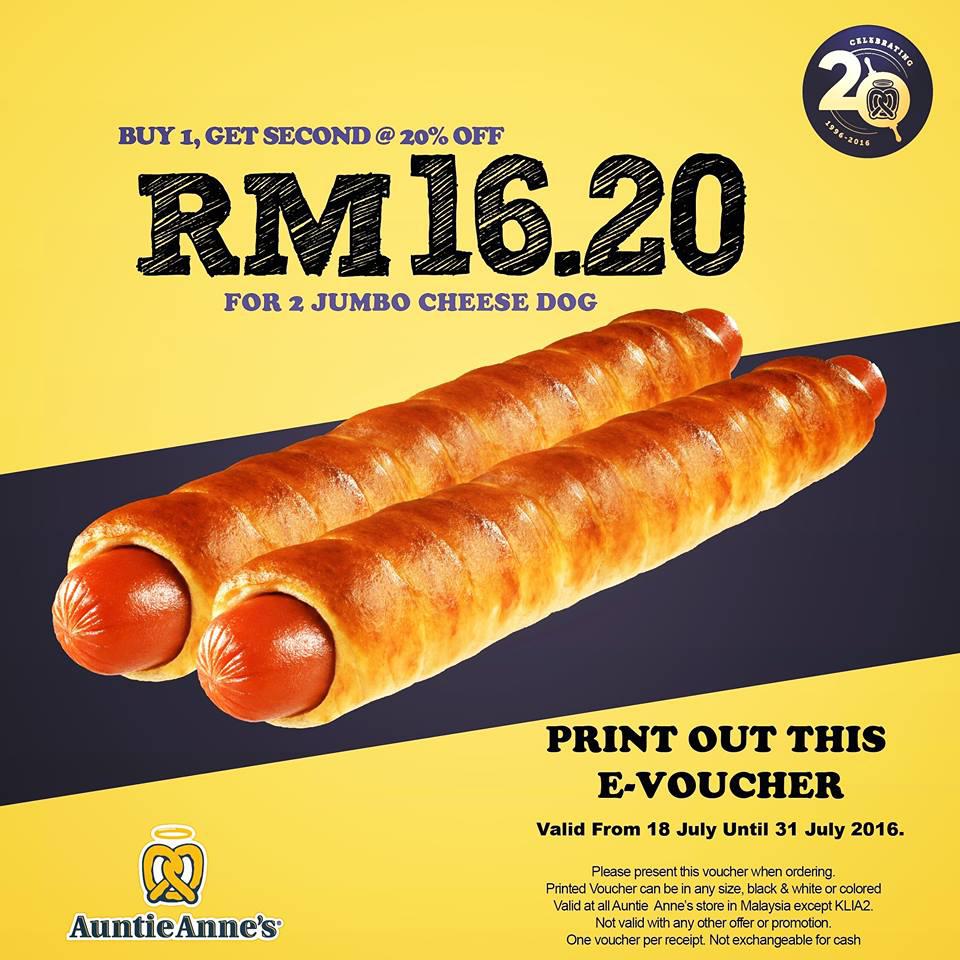 CELEBRATING
20
1996-2016
BUY 1, GET SECOND @ 20% OFF
RM16.20
FOR 2 JUMBO CHEESE DOG
PRINT OUT THIS
E-VOUCHER
Valid From 18 July Until 31 July 2016.
Please present this voucher when ordering.
Printed Voucher can be in any size, black & white or colored
Valid at all Auntie Anne's store in Malaysia except KLIA2.
Not valid with any other offer or promotion.
One voucher per receipt. Not exchangeable for cash
Auntie Anne's